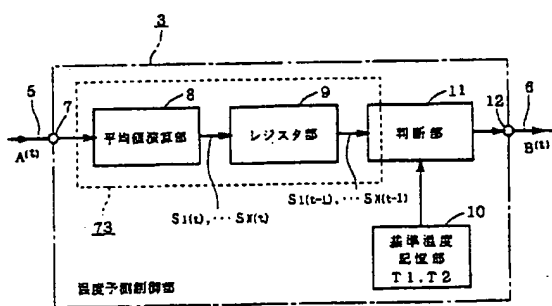 3
5
7
A(t)
8
平均値演算部
9
レジスタ部
11
判断部
12
6
B(t)
S1(t),…SX(t)
S1(t-1),…SX(t-1)
73
10
基準温度
記憶部
T1.T2
温度予測制御部